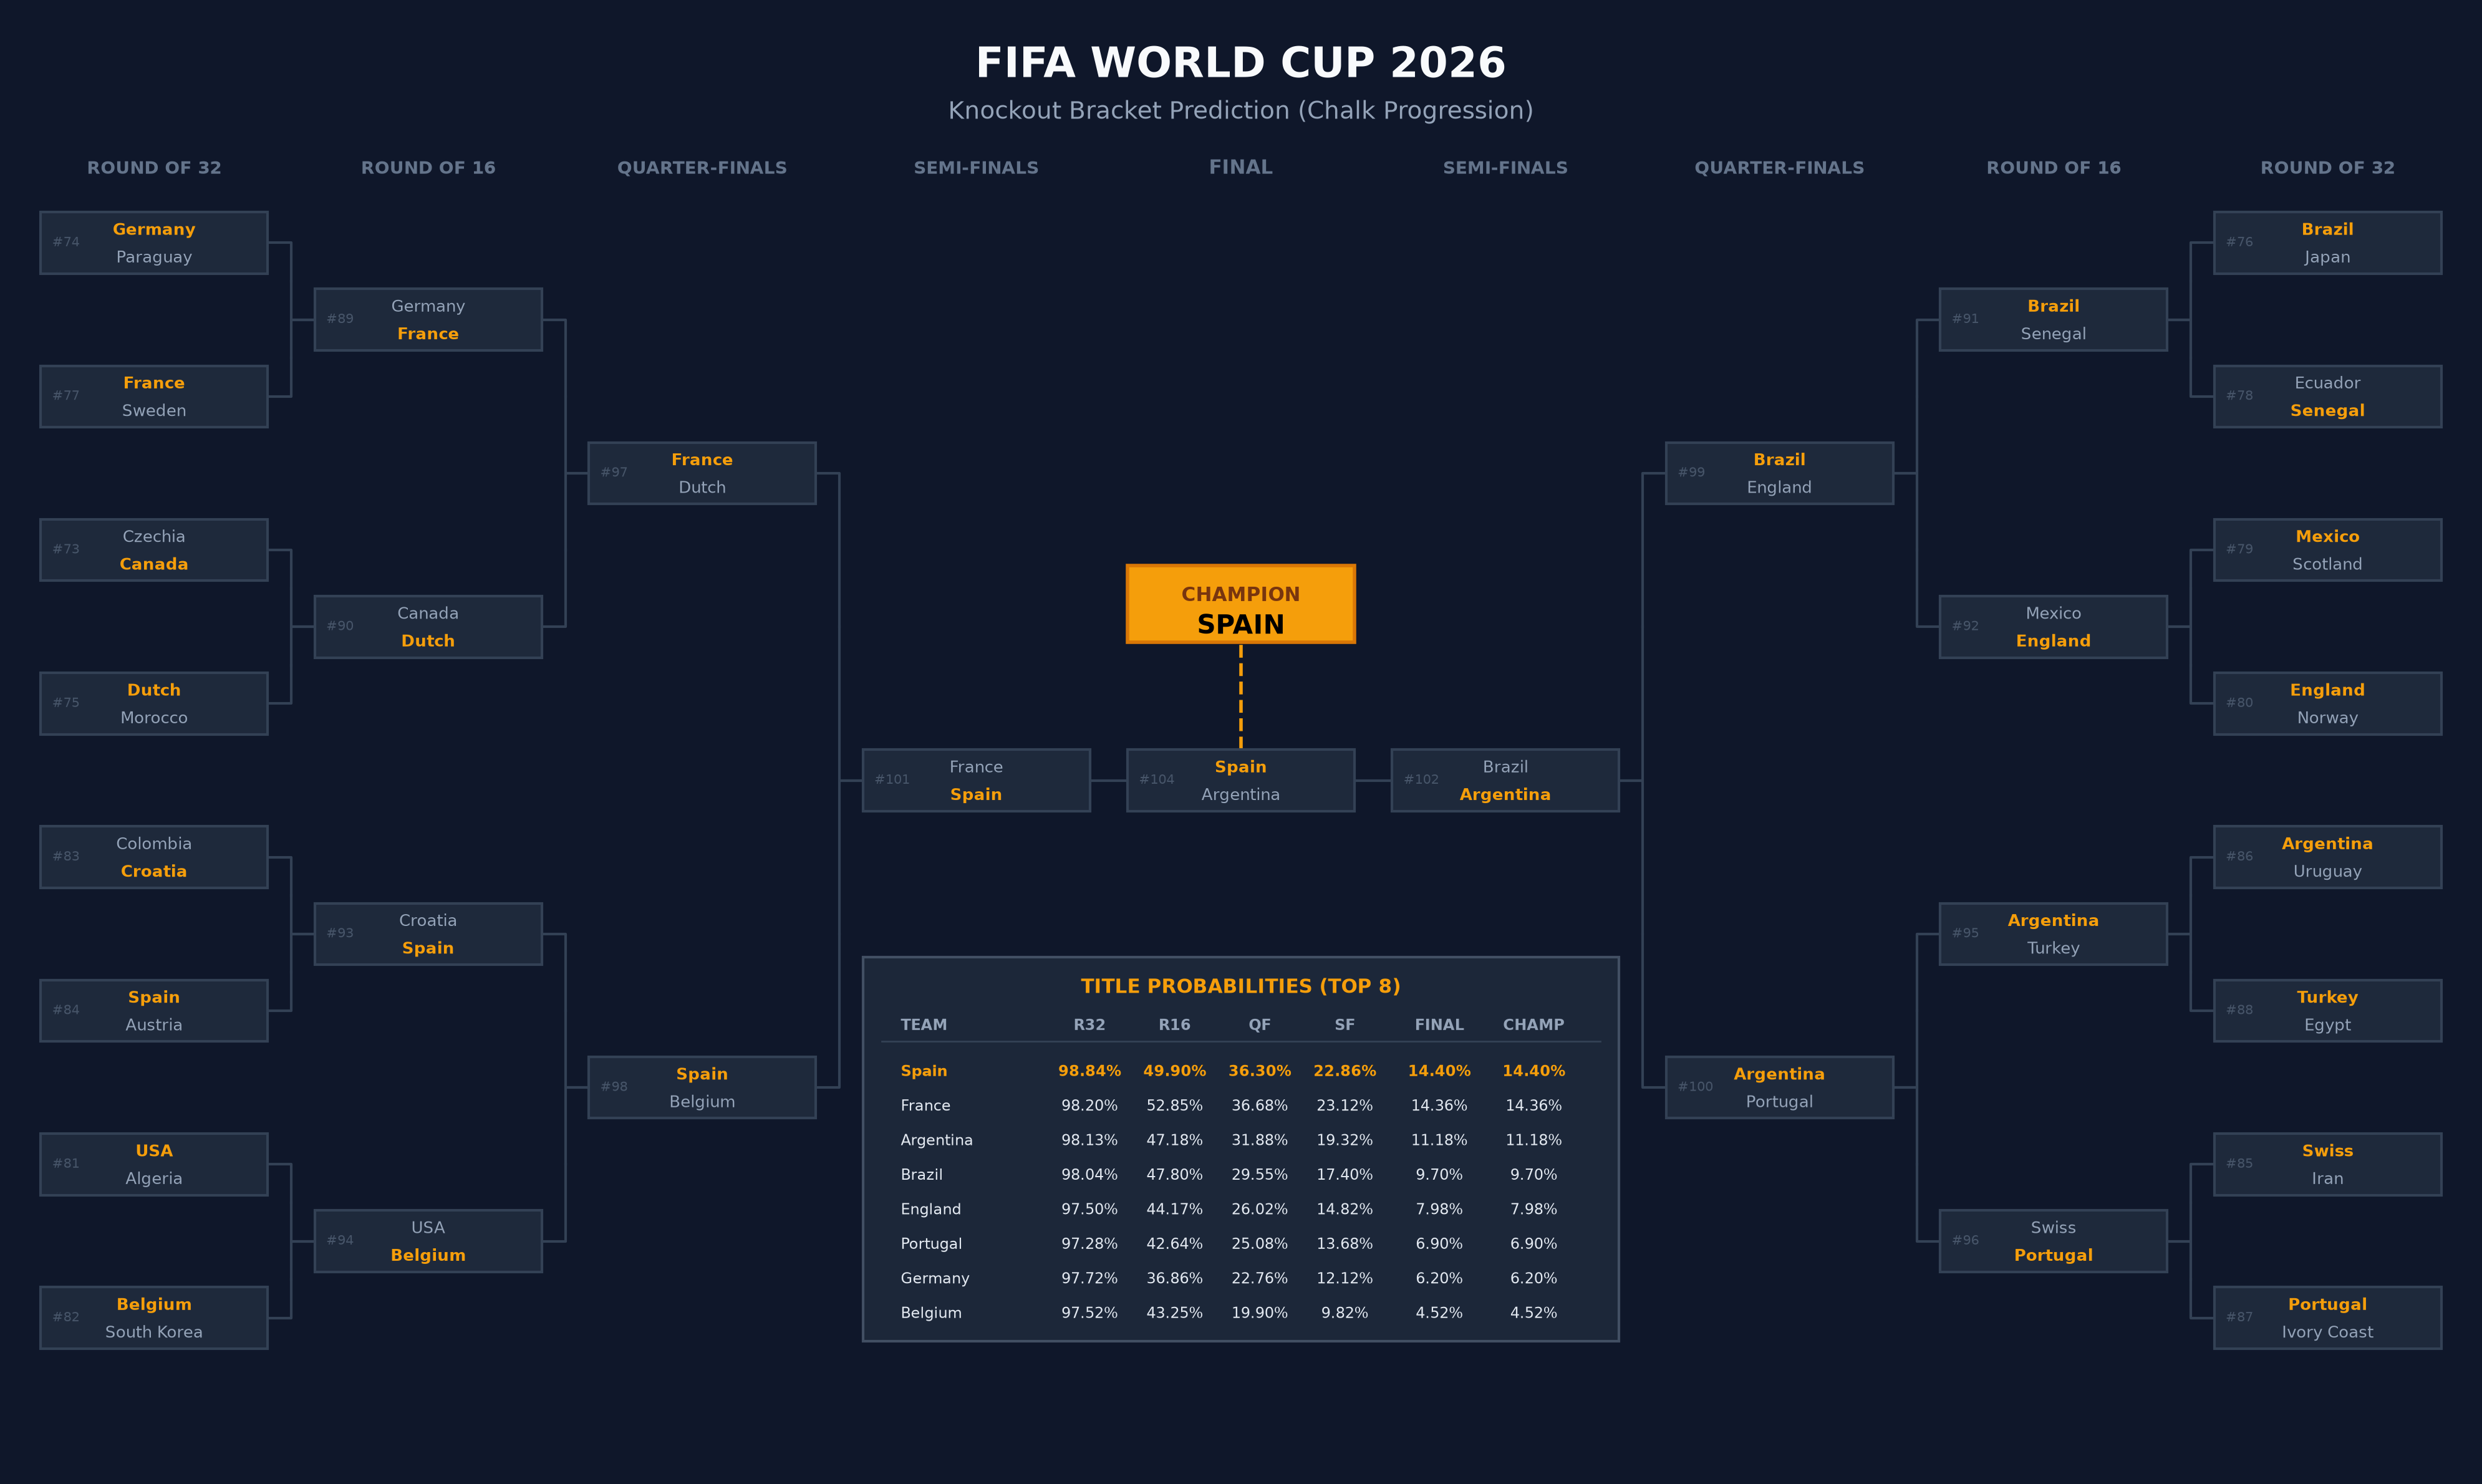 FIFA WORLD CUP 2026
Knockout Bracket Prediction (Chalk Progression)
ROUND OF 32 ROUND OF 16 QUARTER-FINALS SEMI-FINALS FINAL SEMI-FINALS QUARTER-FINALS ROUND OF 16 ROUND OF 32
#74
Germany
Paraguay
#77
France
Sweden
#73
Czechia
Canada
#75
Dutch
Morocco
#83
Colombia
Croatia
#84
Spain
Austria
#81
USA
Algeria
#82
Belgium
South Korea
#89
Germany
France
#90
Canada
Dutch
#93
Croatia
Spain
#94
USA
Belgium
#97
France
Dutch
#98
Spain
Belgium
#101
France
Spain
CHAMPION
SPAIN
#104
Spain
Argentina
#102
Brazil
Argentina
TITLE PROBABILITIES (TOP 8)
TEAM R32 R16 QF SF FINAL CHAMP
Spain 98.84% 49.90% 36.30% 22.86% 14.40% 14.40%
France 98.20% 52.85% 36.68% 23.12% 14.36% 14.36%
Argentina 98.13% 47.18% 31.88% 19.32% 11.18% 11.18%
Brazil 98.04% 47.80% 29.55% 17.40% 9.70% 9.70%
England 97.50% 44.17% 26.02% 14.82% 7.98% 7.98%
Portugal 97.28% 42.64% 25.08% 13.68% 6.90% 6.90%
Germany 97.72% 36.86% 22.76% 12.12% 6.20% 6.20%
Belgium 97.52% 43.25% 19.90% 9.82% 4.52% 4.52%
#99
Brazil
England
#100
Argentina
Portugal
#91
Brazil
Senegal
#92
Mexico
England
#95
Argentina
Turkey
#96
Swiss
Portugal
#76
Brazil
Japan
#78
Ecuador
Senegal
#79
Mexico
Scotland
#80
England
Norway
#86
Argentina
Uruguay
#88
Turkey
Egypt
#85
Swiss
Iran
#87
Portugal
Ivory Coast